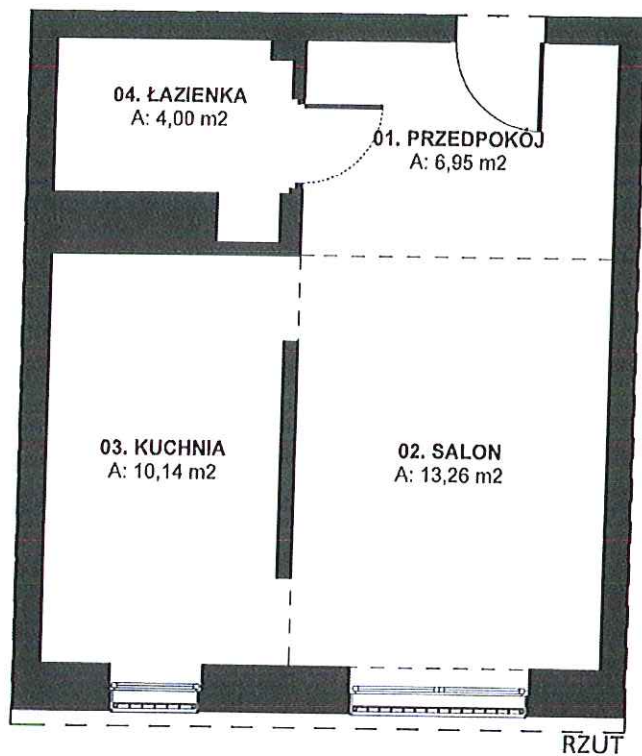 04. ŁAZIENKA
A: 4,00 m2
01. PRZEDPOKÓJ
A: 6,95 m2
03. KUCHNIA
A: 10,14 m2
02. SALON
A: 13,26 m2
RZUT